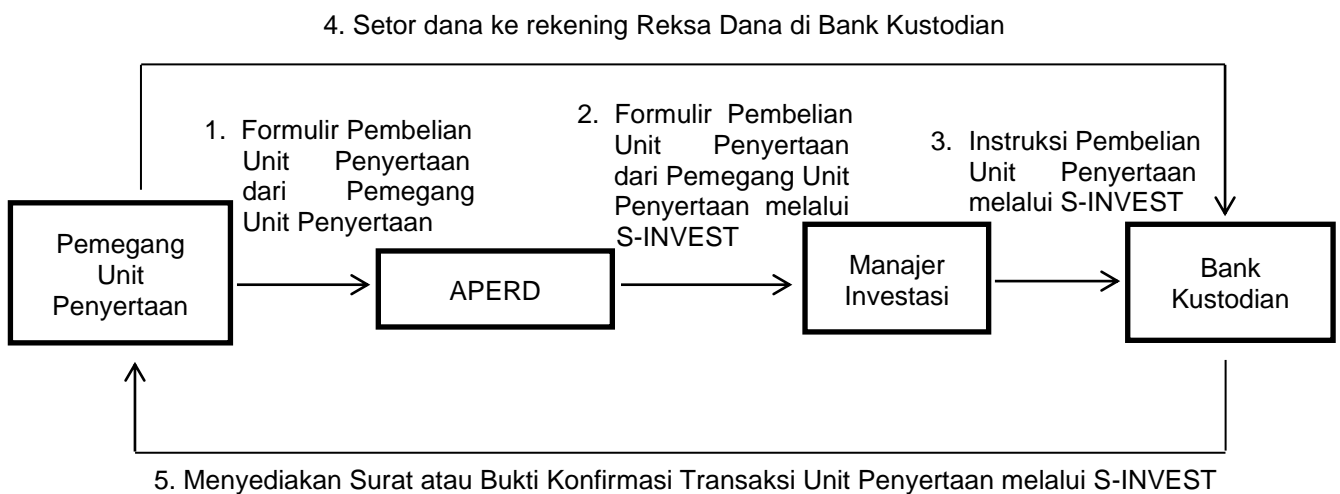 4. Setor dana ke rekening Reksa Dana di Bank Kustodian
1. Formulir Pembelian
Unit Penyertaan
dari Pemegang
Unit Penyertaan
2. Formulir Pembelian
Unit Penyertaan
dari Pemegang Unit
Penyertaan melalui
S-INVEST
3. Instruksi Pembelian
Unit Penyertaan
melalui S-INVEST
Pemegang
Unit
Penyertaan
APERD
Manajer
Investasi
Bank
Kustodian
5. Menyediakan Surat atau Bukti Konfirmasi Transaksi Unit Penyertaan melalui S-INVEST